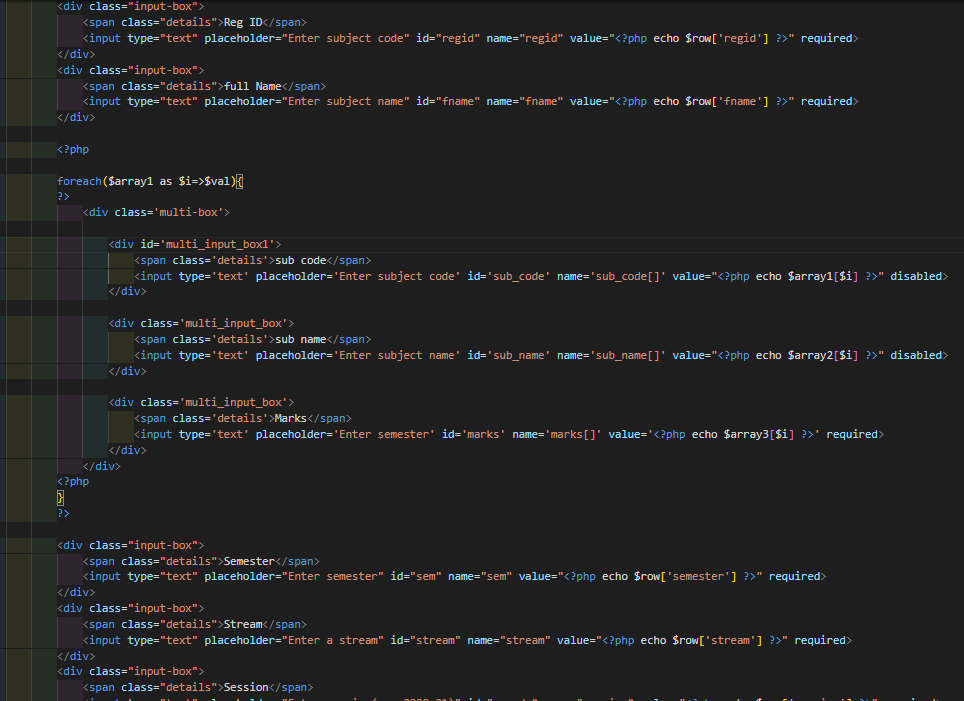 <div class="input-box">
<span class="details">Reg ID</span>
<input type="text" placeholder="Enter subject code" id="regid" name="regid" value="<?php echo $row['regid'] ?>" required>
</div>
<div class="input-box">
<span class="details">full Name</span>
<input type="text" placeholder="Enter subject name" id="fname" name="fname" value="<?php echo $row['fname'] ?>" required>
</div>
<?php
foreach($array1 as $i=>$val){
?>
<div class='multi-box'>
<div id='multi_input_box1'>
<span class='details'>sub code</span>
<input type='text' placeholder='Enter subject code' id='sub_code' name='sub_code[]' value="<?php echo $array1[$i] ?>" disabled>
</div>
<div class='multi_input_box'>
<span class='details'>sub name</span>
<input type='text' placeholder='Enter subject name' id='sub_name' name='sub_name[]' value="<?php echo $array2[$i] ?>" disabled>
</div>
<div class='multi_input_box'>
<span class='details'>Marks</span>
<input type='text' placeholder='Enter semester' id='marks' name='marks[]' value='<?php echo $array3[$i] ?>' required>
</div>
</div>
<?php
}
?>
<div class="input-box">
<span class="details">Semester</span>
<input type="text" placeholder="Enter semester" id="sem" name="sem" value="<?php echo $row['semester'] ?>" required>
</div>
<div class="input-box">
<span class="details">Stream</span>
<input type="text" placeholder="Enter a stream" id="stream" name="stream" value="<?php echo $row['stream'] ?>" required>
</div>
<div class="input-box">
<span class="details">Session</span>